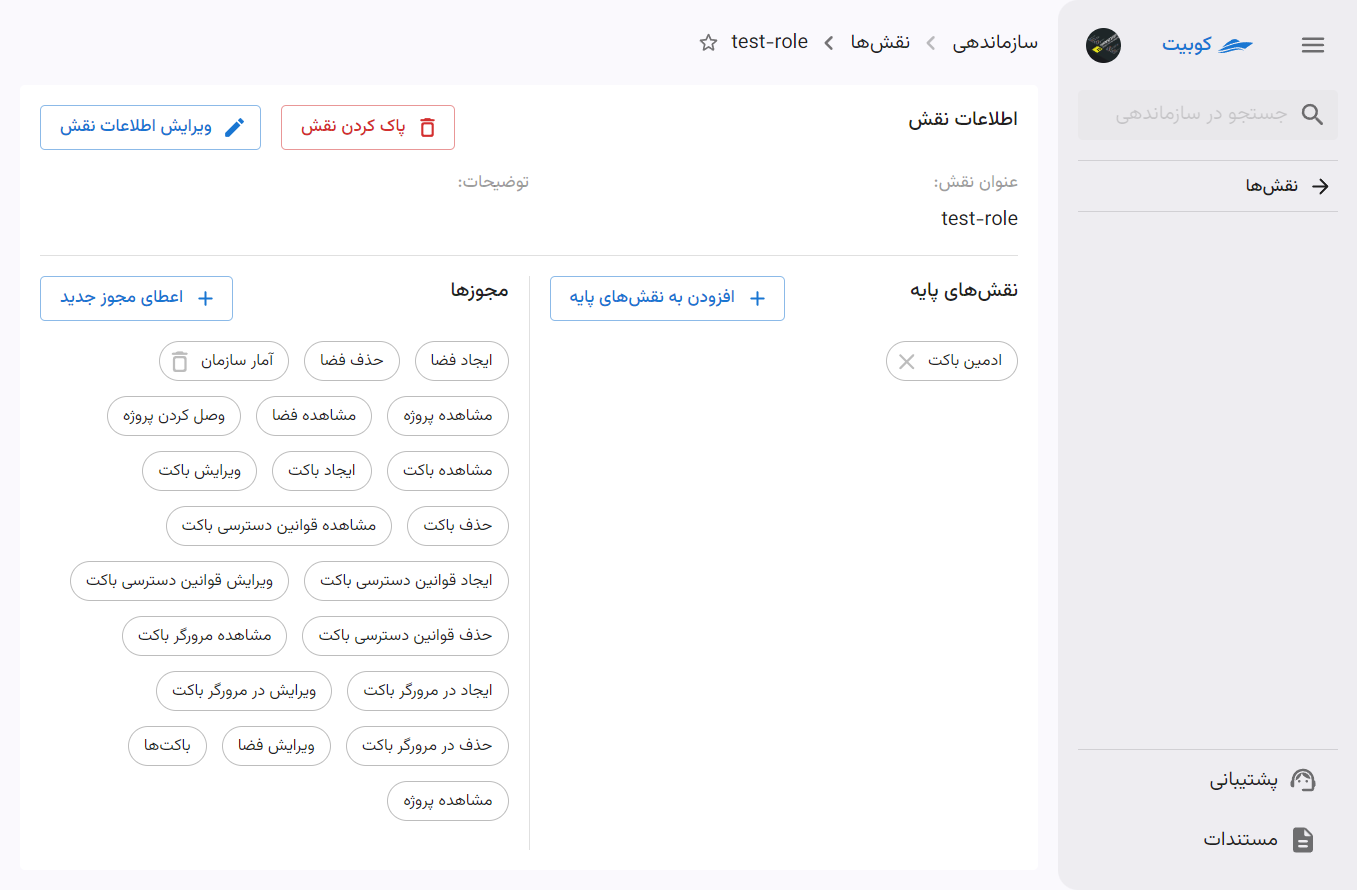 کوبیت
جستجو در سازماندهی
نقش‌ها
پشتیبانی
مستندات
سازماندهی
نقش‌ها
test-role
اطلاعات نقش
پاک کردن نقش
ویرایش اطلاعات نقش
عنوان نقش:
test-role
توضیحات:
نقش‌های پایه
افزودن به نقش‌های پایه
ادمین باکت
مجوزها
اعطای مجوز جدید
ایجاد فضا
حذف فضا
آمار سازمان
مشاهده پروژه
مشاهده فضا
وصل کردن پروژه
مشاهده باکت
ایجاد باکت
ویرایش باکت
حذف باکت
مشاهده قوانین دسترسی باکت
ایجاد قوانین دسترسی باکت
ویرایش قوانین دسترسی باکت
حذف قوانین دسترسی باکت
مشاهده مرورگر باکت
ایجاد در مرورگر باکت
ویرایش در مرورگر باکت
حذف در مرورگر باکت
ویرایش فضا
باکت‌ها
مشاهده پروژه